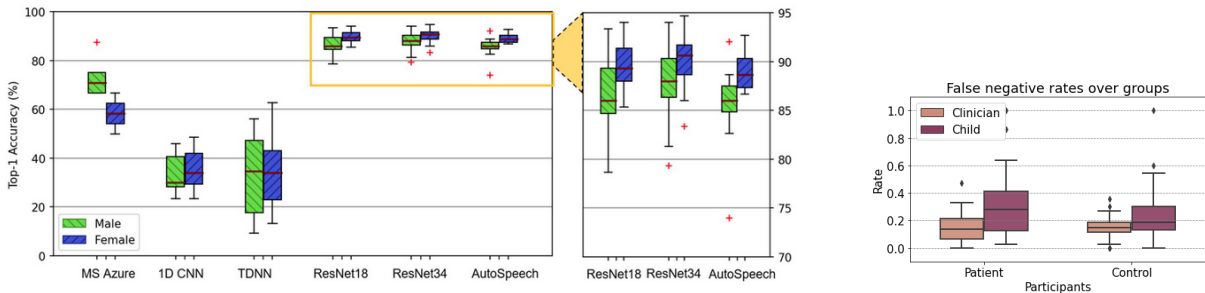 Top-1 Accuracy (%)
100
80
60
40
20
0
Male
Female
MS Azure 1D CNN TDNN ResNet18 ResNet34 AutoSpeech
95
90
85
80
75
70
ResNet18 ResNet34 AutoSpeech
False negative rates over groups
Clinician
Child
Rate
1.0
0.8
0.6
0.4
0.2
0.0
Patient Control
Participants